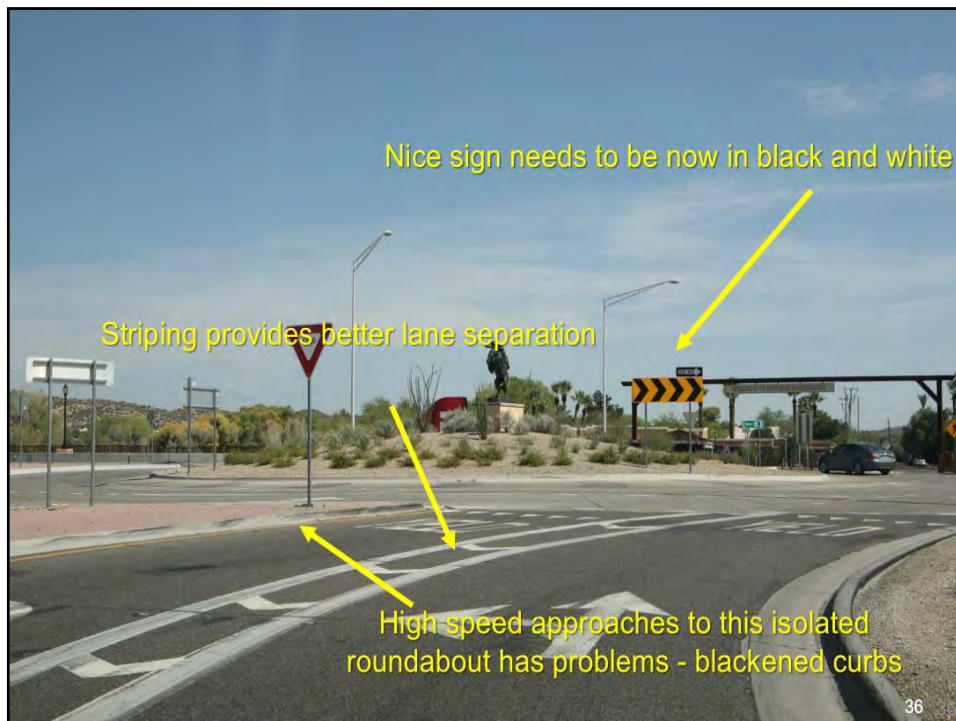 Nice sign needs to be now in black and white
Striping provides better lane separation
High speed approaches to this isolated
roundabout has problems - blackened curbs
36